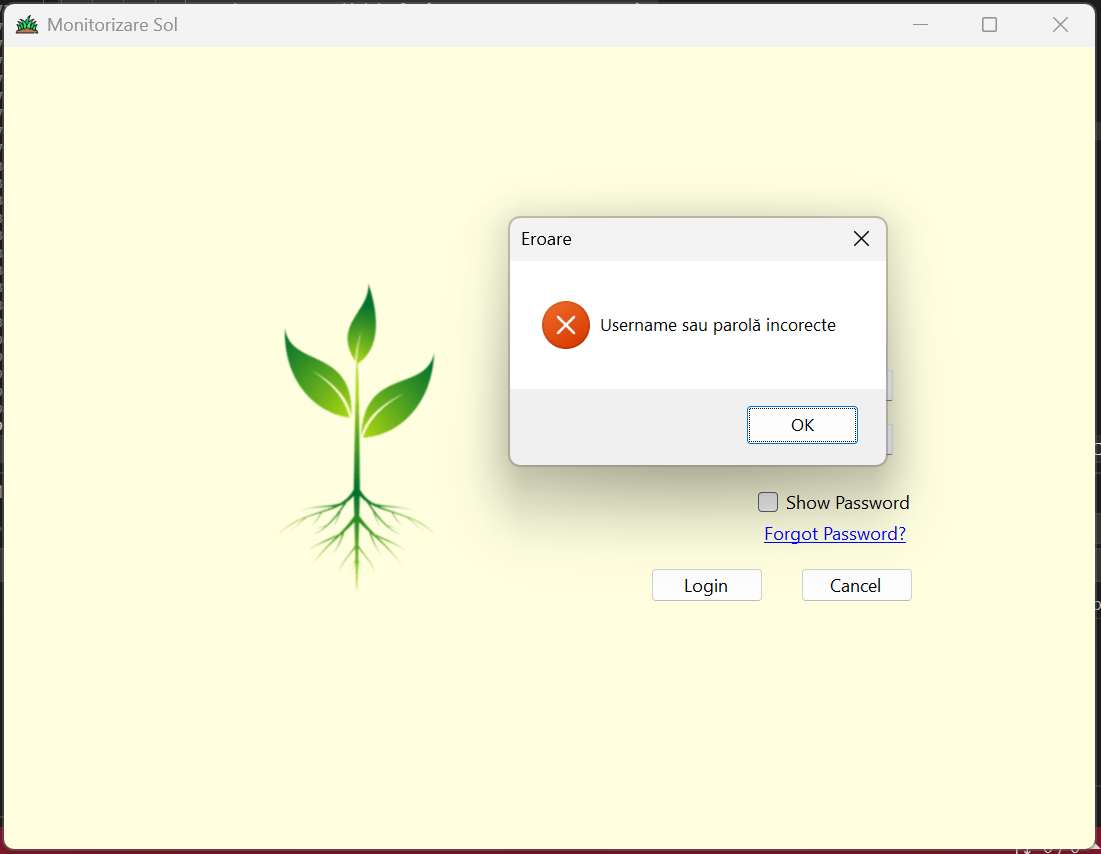 Monitorizare Sol
Eroare
Username sau parolă incorecte
OK
Show Password
Forgot Password?
Login
Cancel